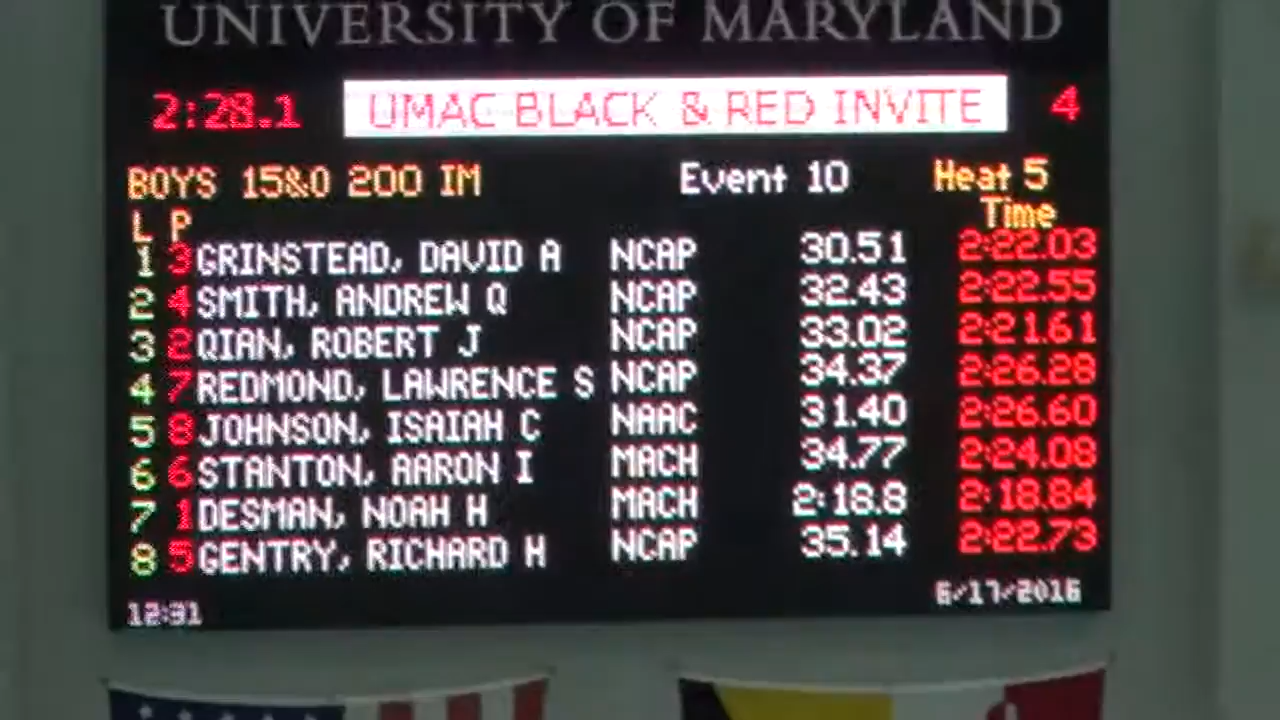 UNIVERSITY OF MARYLAND
2:28.1 UMAC BLACK & RED INVITE 4
BOYS 15&O 200 IM Event 10 Heat 5
L P Time
1 3 GRINSTEAD, DAVID A NCAP 30.51 2:22.03
2 4 SMITH, ANDREW Q NCAP 32.43 2:22.55
3 2 QIAN, ROBERT J NCAP 33.02 2:21.61
4 7 REDMOND, LAWRENCE S NCAP 34.37 2:26.28
5 8 JOHNSON, ISAIAH C NAAC 31.40 2:26.60
6 6 STANTON, AARON I MACH 34.77 2:24.08
7 1 DESMAN, NOAH H MACH 2:18.8 2:18.84
8 5 GENTRY, RICHARD H NCAP 35.14 2:22.73
12:31 6/17/2016